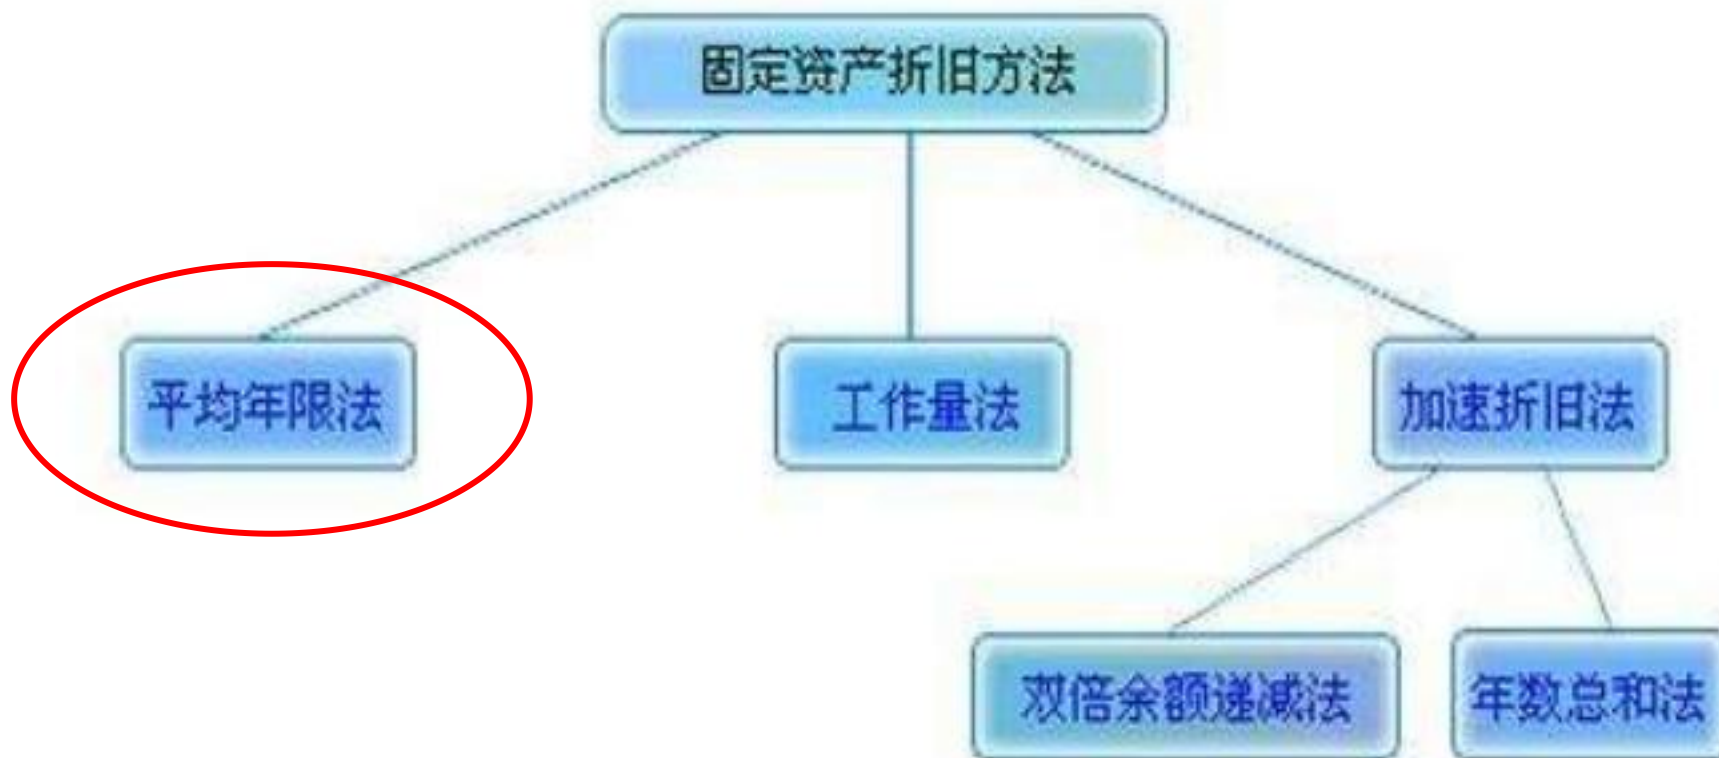 固定资产折旧方法
平均年限法
工作量法
加速折旧法
双倍余额递减法
年数总和法